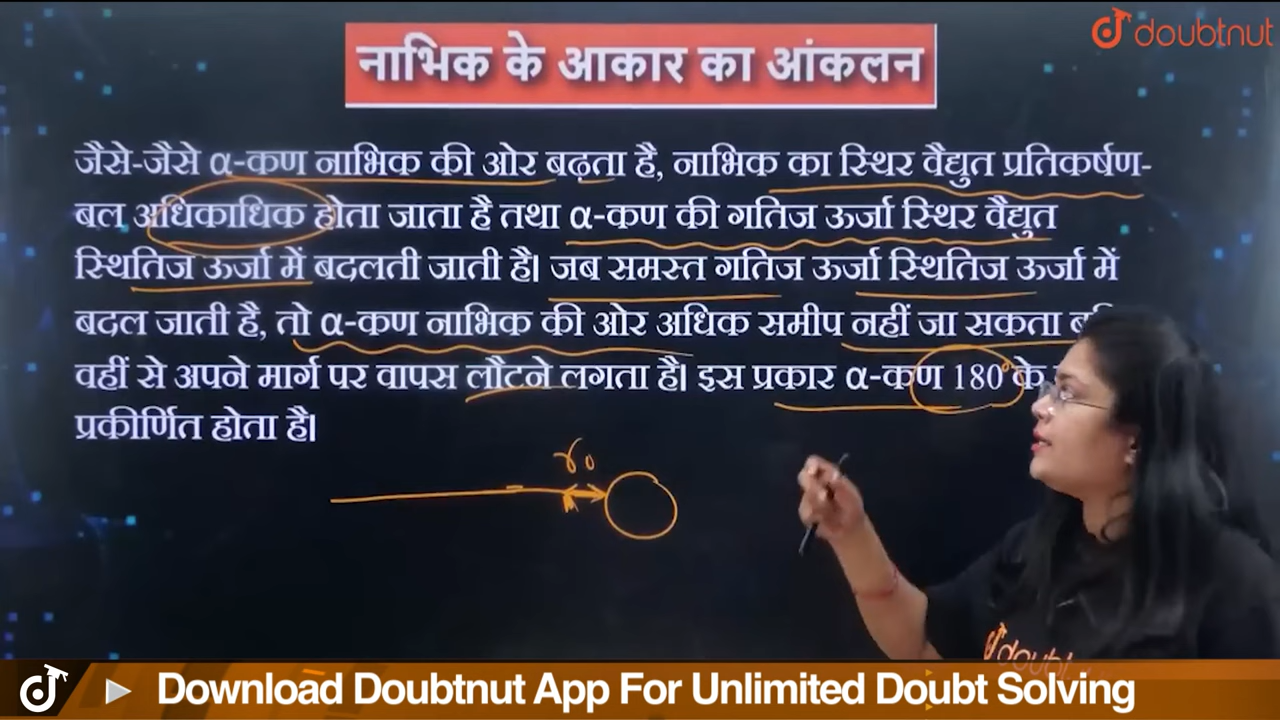 नाभिक के आकार का आंकलन
doubtnut
जैसे-जैसे α-कण नाभिक की ओर बढ़ता है, नाभिक का स्थिर वैद्युत प्रतिकर्षण-
बल अधिकाधिक होता जाता है तथा α-कण की गतिज ऊर्जा स्थिर वैद्युत
स्थितिज ऊर्जा में बदलती जाती है। जब समस्त गतिज ऊर्जा स्थितिज ऊर्जा में
बदल जाती है, तो α-कण नाभिक की ओर अधिक समीप नहीं जा सकता
वहीं से अपने मार्ग पर वापस लौटने लगता है। इस प्रकार α-कण 180° के
प्रकीर्णित होता है।
r₀
doubt
Download Doubtnut App For Unlimited Doubt Solving